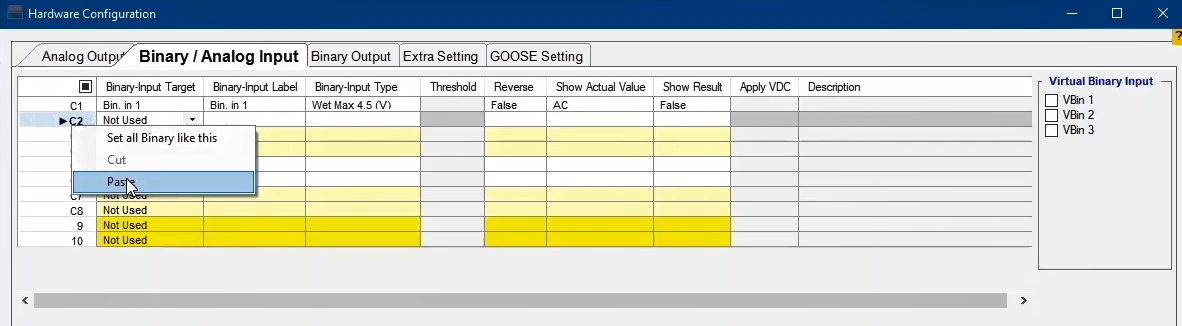 Hardware Configuration
?
Analog Output Binary / Analog Input Binary Output Extra Setting GOOSE Setting
Binary-Input Target Binary-Input Label Binary-Input Type Threshold Reverse Show Actual Value Show Result Apply VDC Description
C1 Bin. in 1 Bin. in 1 Wet Max 4.5 (V) False AC False
C2 Not Used
Set all Binary like this
Cut
Paste
C7 Not Used
C8 Not Used
9 Not Used
10 Not Used
Virtual Binary Input
VBin 1
VBin 2
VBin 3